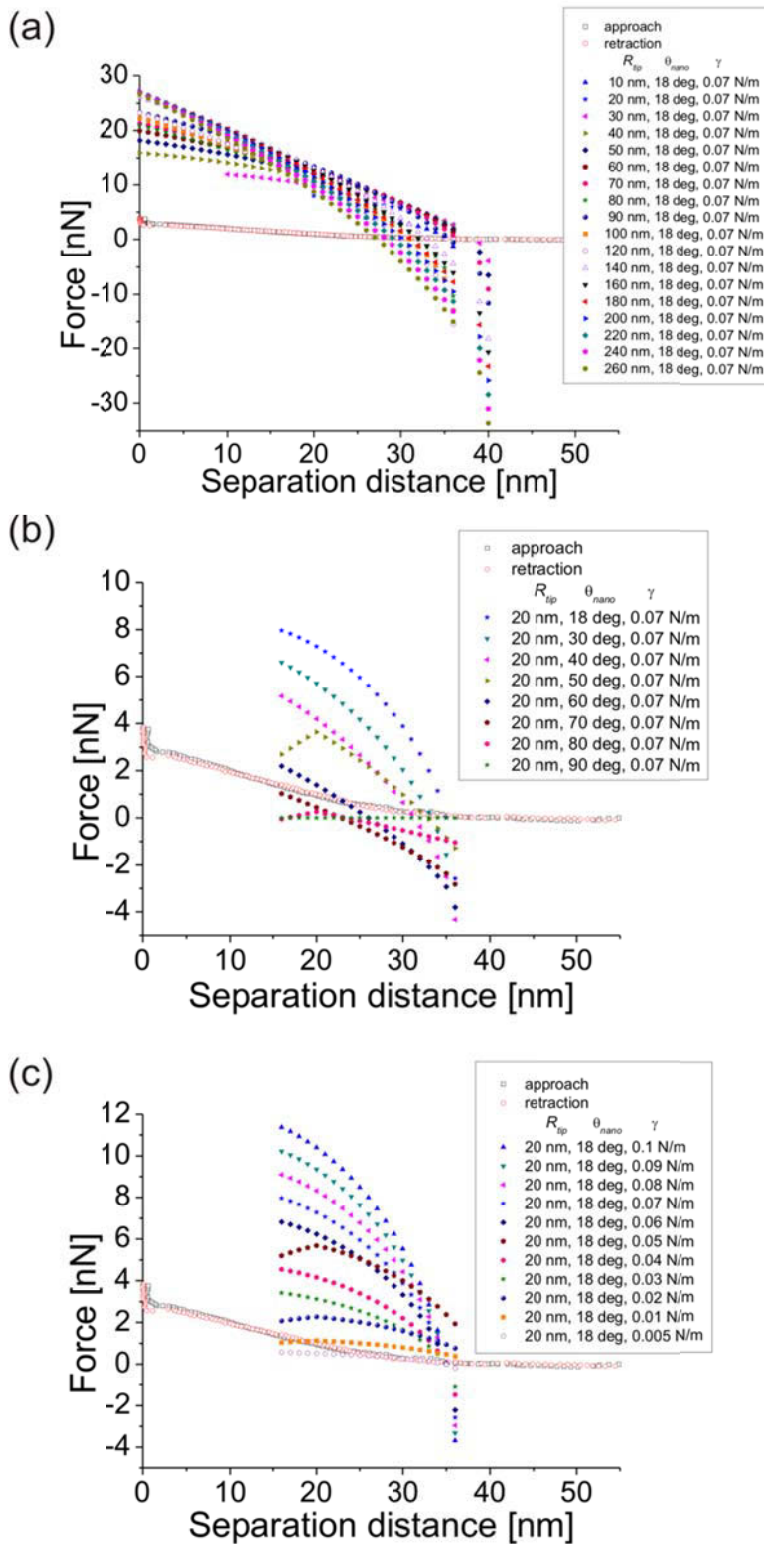 (a)
approach
retraction
R_tip θ_nano γ
10 nm, 18 deg, 0.07 N/m
20 nm, 18 deg, 0.07 N/m
30 nm, 18 deg, 0.07 N/m
40 nm, 18 deg, 0.07 N/m
50 nm, 18 deg, 0.07 N/m
60 nm, 18 deg, 0.07 N/m
70 nm, 18 deg, 0.07 N/m
80 nm, 18 deg, 0.07 N/m
90 nm, 18 deg, 0.07 N/m
100 nm, 18 deg, 0.07 N/m
120 nm, 18 deg, 0.07 N/m
140 nm, 18 deg, 0.07 N/m
160 nm, 18 deg, 0.07 N/m
180 nm, 18 deg, 0.07 N/m
200 nm, 18 deg, 0.07 N/m
220 nm, 18 deg, 0.07 N/m
240 nm, 18 deg, 0.07 N/m
260 nm, 18 deg, 0.07 N/m
Force [nN]
30
20
10
0
-10
-20
-30
0 10 20 30 40 50
Separation distance [nm]
(b)
approach
retraction
R_tip θ_nano γ
20 nm, 18 deg, 0.07 N/m
20 nm, 30 deg, 0.07 N/m
20 nm, 40 deg, 0.07 N/m
20 nm, 50 deg, 0.07 N/m
20 nm, 60 deg, 0.07 N/m
20 nm, 70 deg, 0.07 N/m
20 nm, 80 deg, 0.07 N/m
20 nm, 90 deg, 0.07 N/m
Force [nN]
10
8
6
4
2
0
-2
-4
0 10 20 30 40 50
Separation distance [nm]
(c)
approach
retraction
R_tip θ_nano γ
20 nm, 18 deg, 0.1 N/m
20 nm, 18 deg, 0.09 N/m
20 nm, 18 deg, 0.08 N/m
20 nm, 18 deg, 0.07 N/m
20 nm, 18 deg, 0.06 N/m
20 nm, 18 deg, 0.05 N/m
20 nm, 18 deg, 0.04 N/m
20 nm, 18 deg, 0.03 N/m
20 nm, 18 deg, 0.02 N/m
20 nm, 18 deg, 0.01 N/m
20 nm, 18 deg, 0.005 N/m
Force [nN]
12
10
8
6
4
2
0
-2
-4
0 10 20 30 40 50
Separation distance [nm]